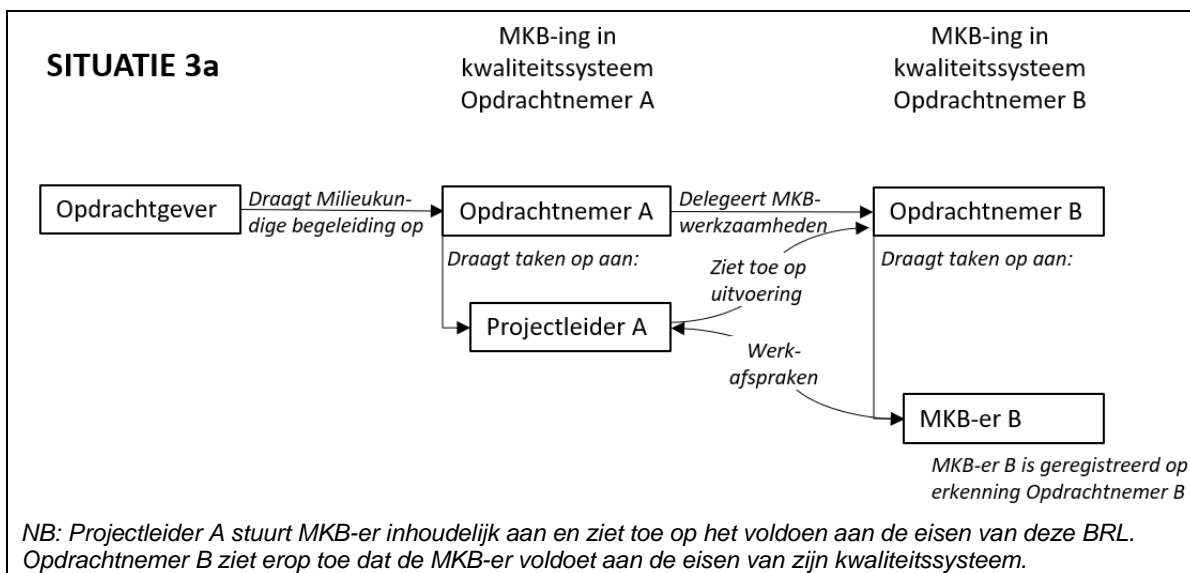 SITUATIE 3a
MKB-ing in
kwaliteitssysteem
Opdrachtnemer A
MKB-ing in
kwaliteitssysteem
Opdrachtnemer B
Opdrachtgever
Draagt Milieukun-
dige begeleiding op
Opdrachtnemer A
Delegeert MKB-
werkzaamheden
Opdrachtnemer B
Draagt taken op aan:
Ziet toe op
uitvoering
Draagt taken op aan:
Projectleider A
Werk-
afspraken
MKB-er B
MKB-er B is geregistreerd op
erkenning Opdrachtnemer B
NB: Projectleider A stuurt MKB-er inhoudelijk aan en ziet toe op het voldoen aan de eisen van deze BRL.
Opdrachtnemer B ziet erop toe dat de MKB-er voldoet aan de eisen van zijn kwaliteitssysteem.